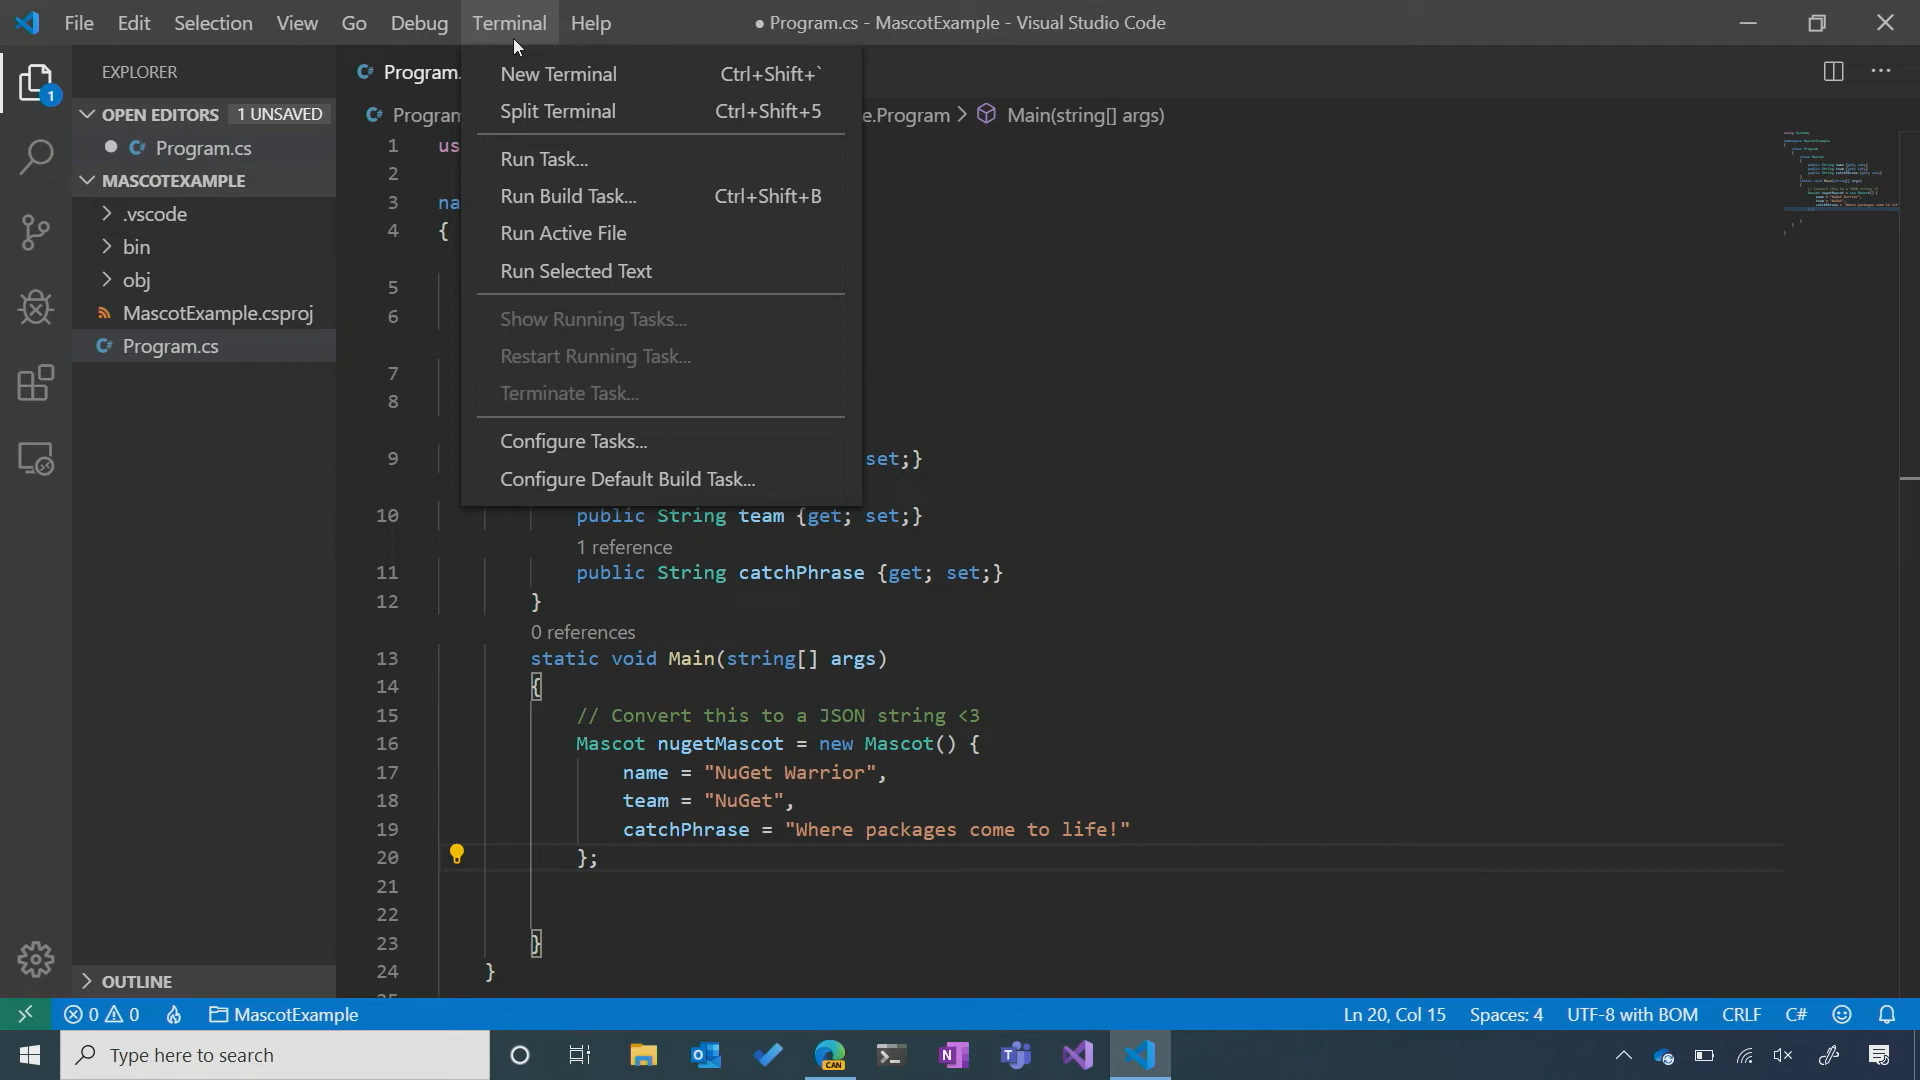 File Edit Selection View Go Debug Terminal Help
● Program.cs - MascotExample - Visual Studio Code
EXPLORER
OPEN EDITORS 1 UNSAVED
Program.cs
MASCOTEXAMPLE
.vscode
bin
obj
MascotExample.csproj
Program.cs
OUTLINE
1
Program.
Program
e.Program > Main(string[] args)
New Terminal Ctrl+Shift+`
Split Terminal Ctrl+Shift+5
Run Task...
Run Build Task... Ctrl+Shift+B
Run Active File
Run Selected Text
Show Running Tasks...
Restart Running Task...
Terminate Task...
Configure Tasks...
Configure Default Build Task...
1 us
2
3 na
4 {
5
6
7
8
9 set;}
10 public String team {get; set;}
1 reference
11 public String catchPhrase {get; set;}
12 }
0 references
13 static void Main(string[] args)
14 {
15 // Convert this to a JSON string <3
16 Mascot nugetMascot = new Mascot() {
17 name = "NuGet Warrior",
18 team = "NuGet",
19 catchPhrase = "Where packages come to life!"
20 };
21
22
23 }
24 }
0 0 MascotExample
Ln 20, Col 15 Spaces: 4 UTF-8 with BOM CRLF C#
Type here to search
CAN